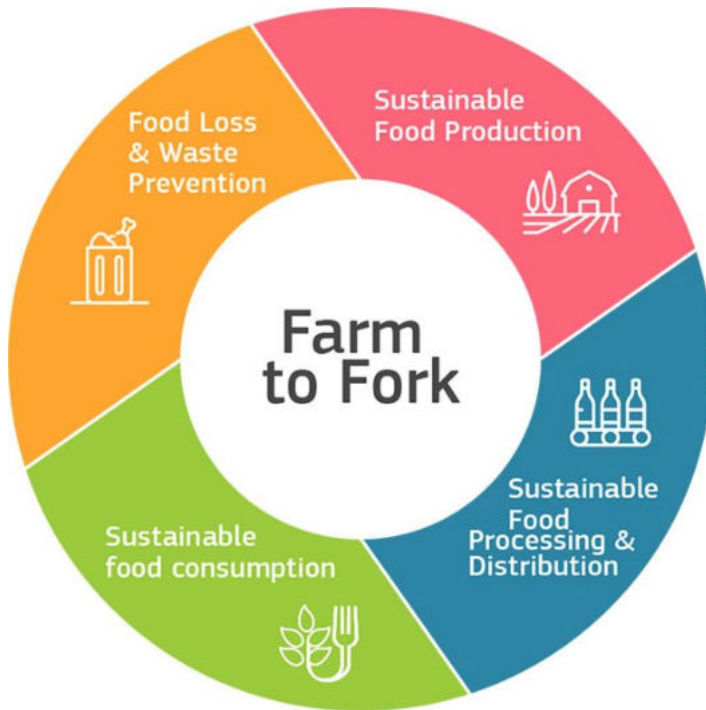 Food Loss
& Waste
Prevention
Sustainable
Food Production
Farm
to Fork
Sustainable
Food
Processing &
Distribution
Sustainable
food consumption